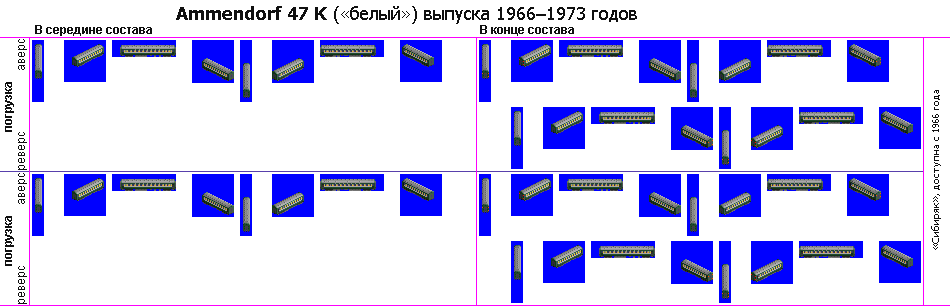 Ammendorf 47 K («белый») выпуска 1966–1973 годов
В середине состава
В конце состава
погрузка
аверс
реверс
погрузка
аверс
реверс
«Сибиряк», доступна с 1966 года